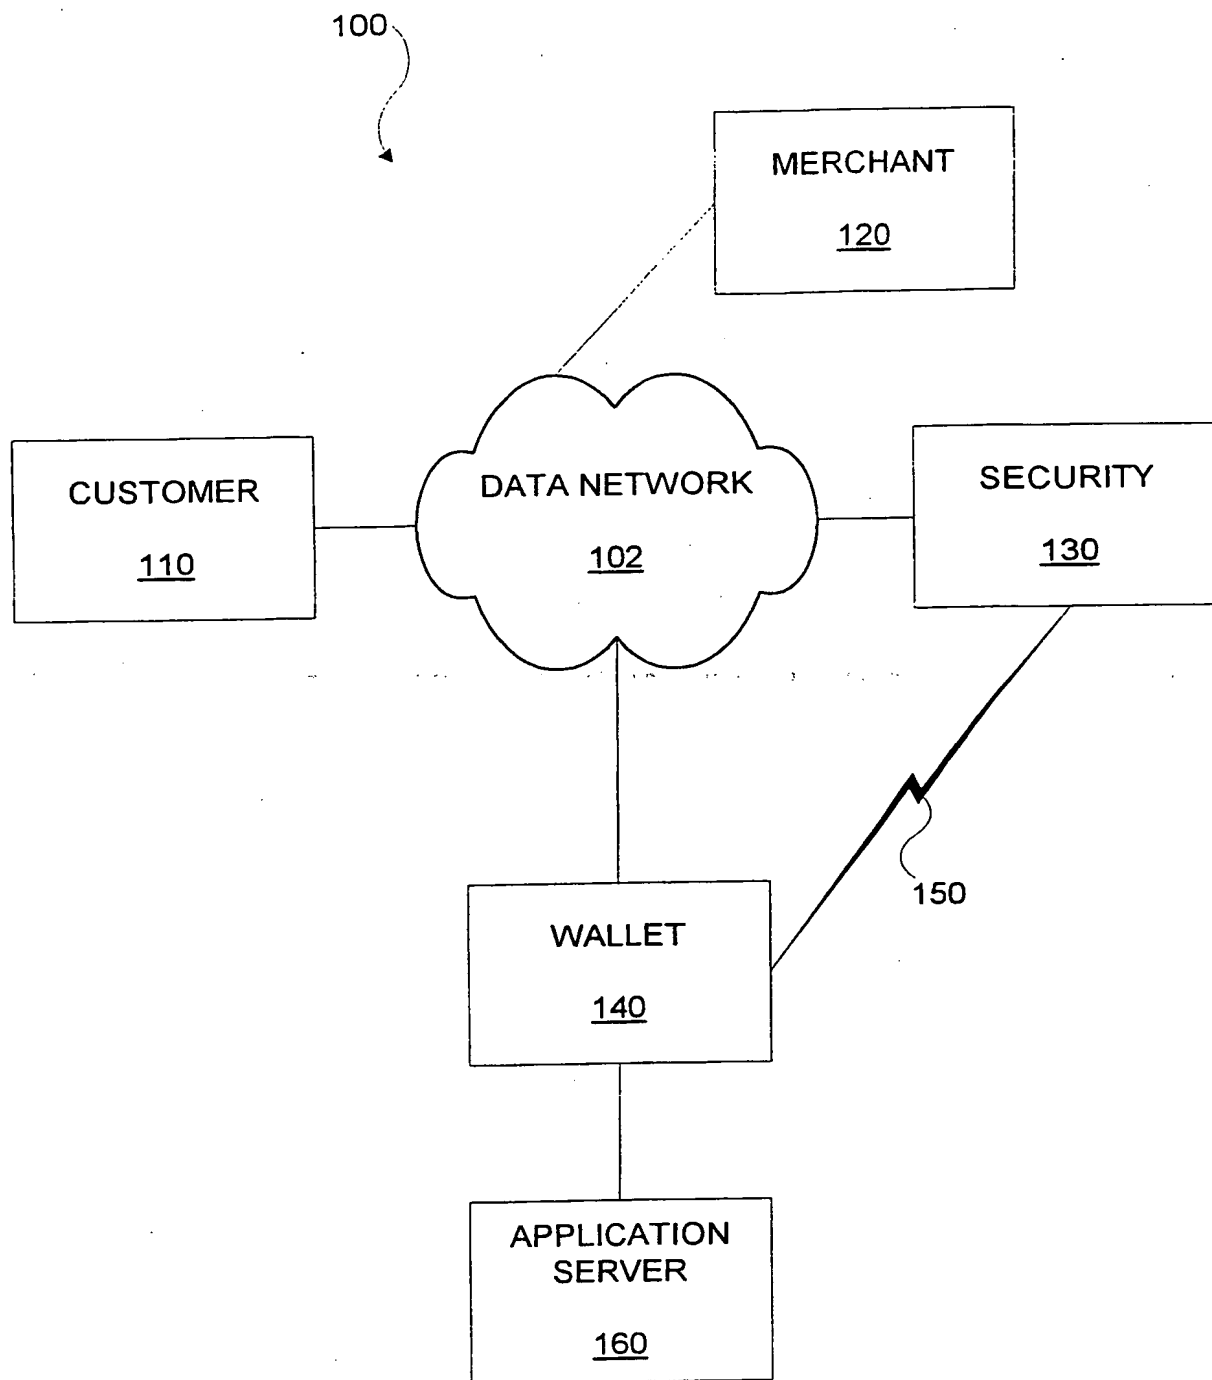 100
MERCHANT
120
CUSTOMER
110
DATA NETWORK
102
SECURITY
130
150
WALLET
140
APPLICATION
SERVER
160